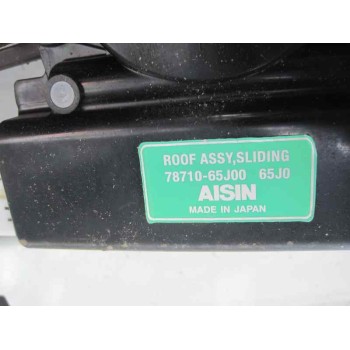 ROOF ASSY,SLIDING
78710-65J00 65J0
AISIN
MADE IN JAPAN